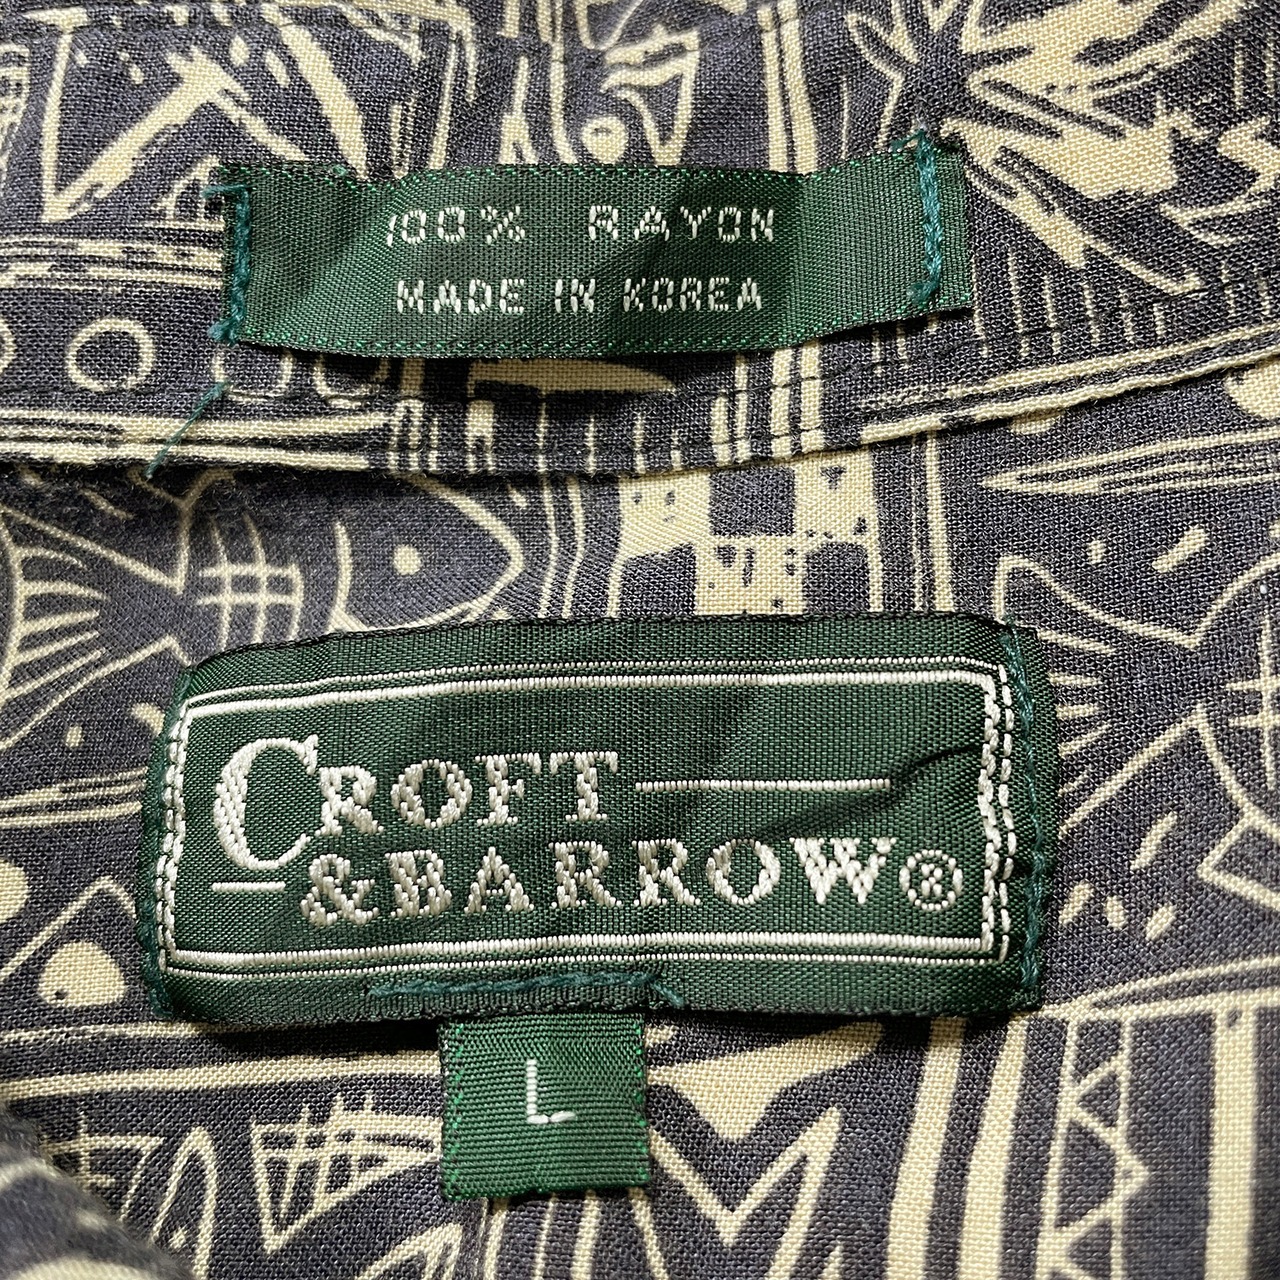 100% RAYON
MADE IN KOREA
CROFT
& BARROW®
L